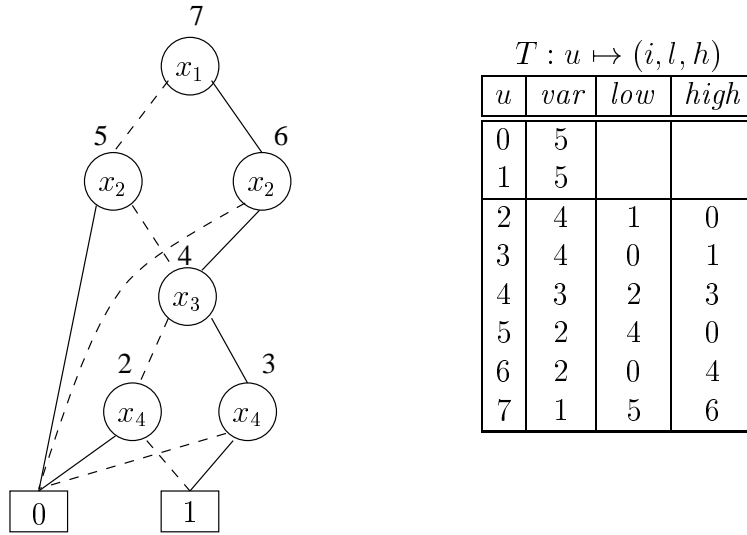 7
x₁
5 6
x₂ x₂
4
x₃
2 3
x₄ x₄
0 1
T : u ↦ (i, l, h)
u var low high
0 5
1 5
2 4 1 0
3 4 0 1
4 3 2 3
5 2 4 0
6 2 0 4
7 1 5 6